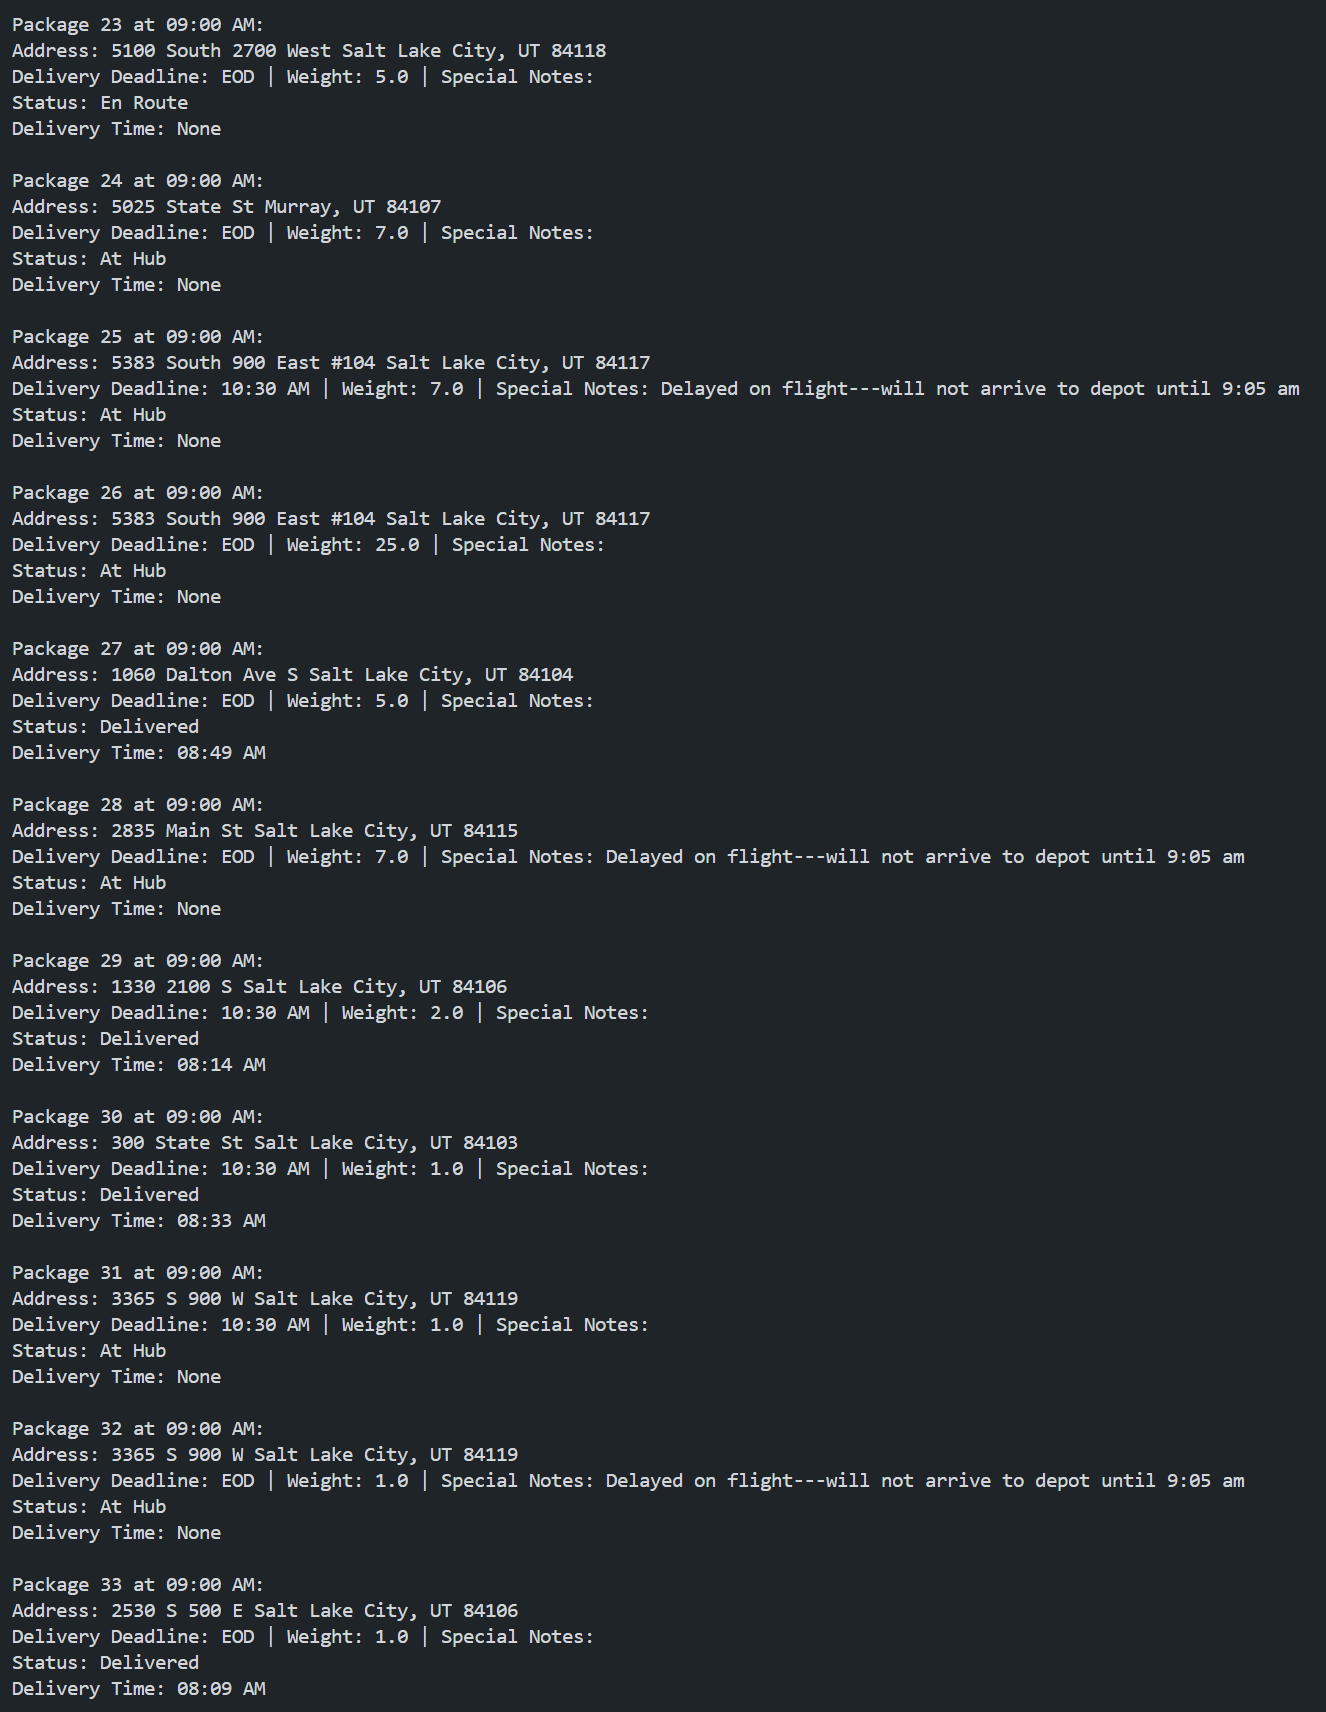 Package 23 at 09:00 AM:
Address: 5100 South 2700 West Salt Lake City, UT 84118
Delivery Deadline: EOD | Weight: 5.0 | Special Notes:
Status: En Route
Delivery Time: None

Package 24 at 09:00 AM:
Address: 5025 State St Murray, UT 84107
Delivery Deadline: EOD | Weight: 7.0 | Special Notes:
Status: At Hub
Delivery Time: None

Package 25 at 09:00 AM:
Address: 5383 South 900 East #104 Salt Lake City, UT 84117
Delivery Deadline: 10:30 AM | Weight: 7.0 | Special Notes: Delayed on flight---will not arrive to depot until 9:05 am
Status: At Hub
Delivery Time: None

Package 26 at 09:00 AM:
Address: 5383 South 900 East #104 Salt Lake City, UT 84117
Delivery Deadline: EOD | Weight: 25.0 | Special Notes:
Status: At Hub
Delivery Time: None

Package 27 at 09:00 AM:
Address: 1060 Dalton Ave S Salt Lake City, UT 84104
Delivery Deadline: EOD | Weight: 5.0 | Special Notes:
Status: Delivered
Delivery Time: 08:49 AM

Package 28 at 09:00 AM:
Address: 2835 Main St Salt Lake City, UT 84115
Delivery Deadline: EOD | Weight: 7.0 | Special Notes: Delayed on flight---will not arrive to depot until 9:05 am
Status: At Hub
Delivery Time: None

Package 29 at 09:00 AM:
Address: 1330 2100 S Salt Lake City, UT 84106
Delivery Deadline: 10:30 AM | Weight: 2.0 | Special Notes:
Status: Delivered
Delivery Time: 08:14 AM

Package 30 at 09:00 AM:
Address: 300 State St Salt Lake City, UT 84103
Delivery Deadline: 10:30 AM | Weight: 1.0 | Special Notes:
Status: Delivered
Delivery Time: 08:33 AM

Package 31 at 09:00 AM:
Address: 3365 S 900 W Salt Lake City, UT 84119
Delivery Deadline: 10:30 AM | Weight: 1.0 | Special Notes:
Status: At Hub
Delivery Time: None

Package 32 at 09:00 AM:
Address: 3365 S 900 W Salt Lake City, UT 84119
Delivery Deadline: EOD | Weight: 1.0 | Special Notes: Delayed on flight---will not arrive to depot until 9:05 am
Status: At Hub
Delivery Time: None

Package 33 at 09:00 AM:
Address: 2530 S 500 E Salt Lake City, UT 84106
Delivery Deadline: EOD | Weight: 1.0 | Special Notes:
Status: Delivered
Delivery Time: 08:09 AM